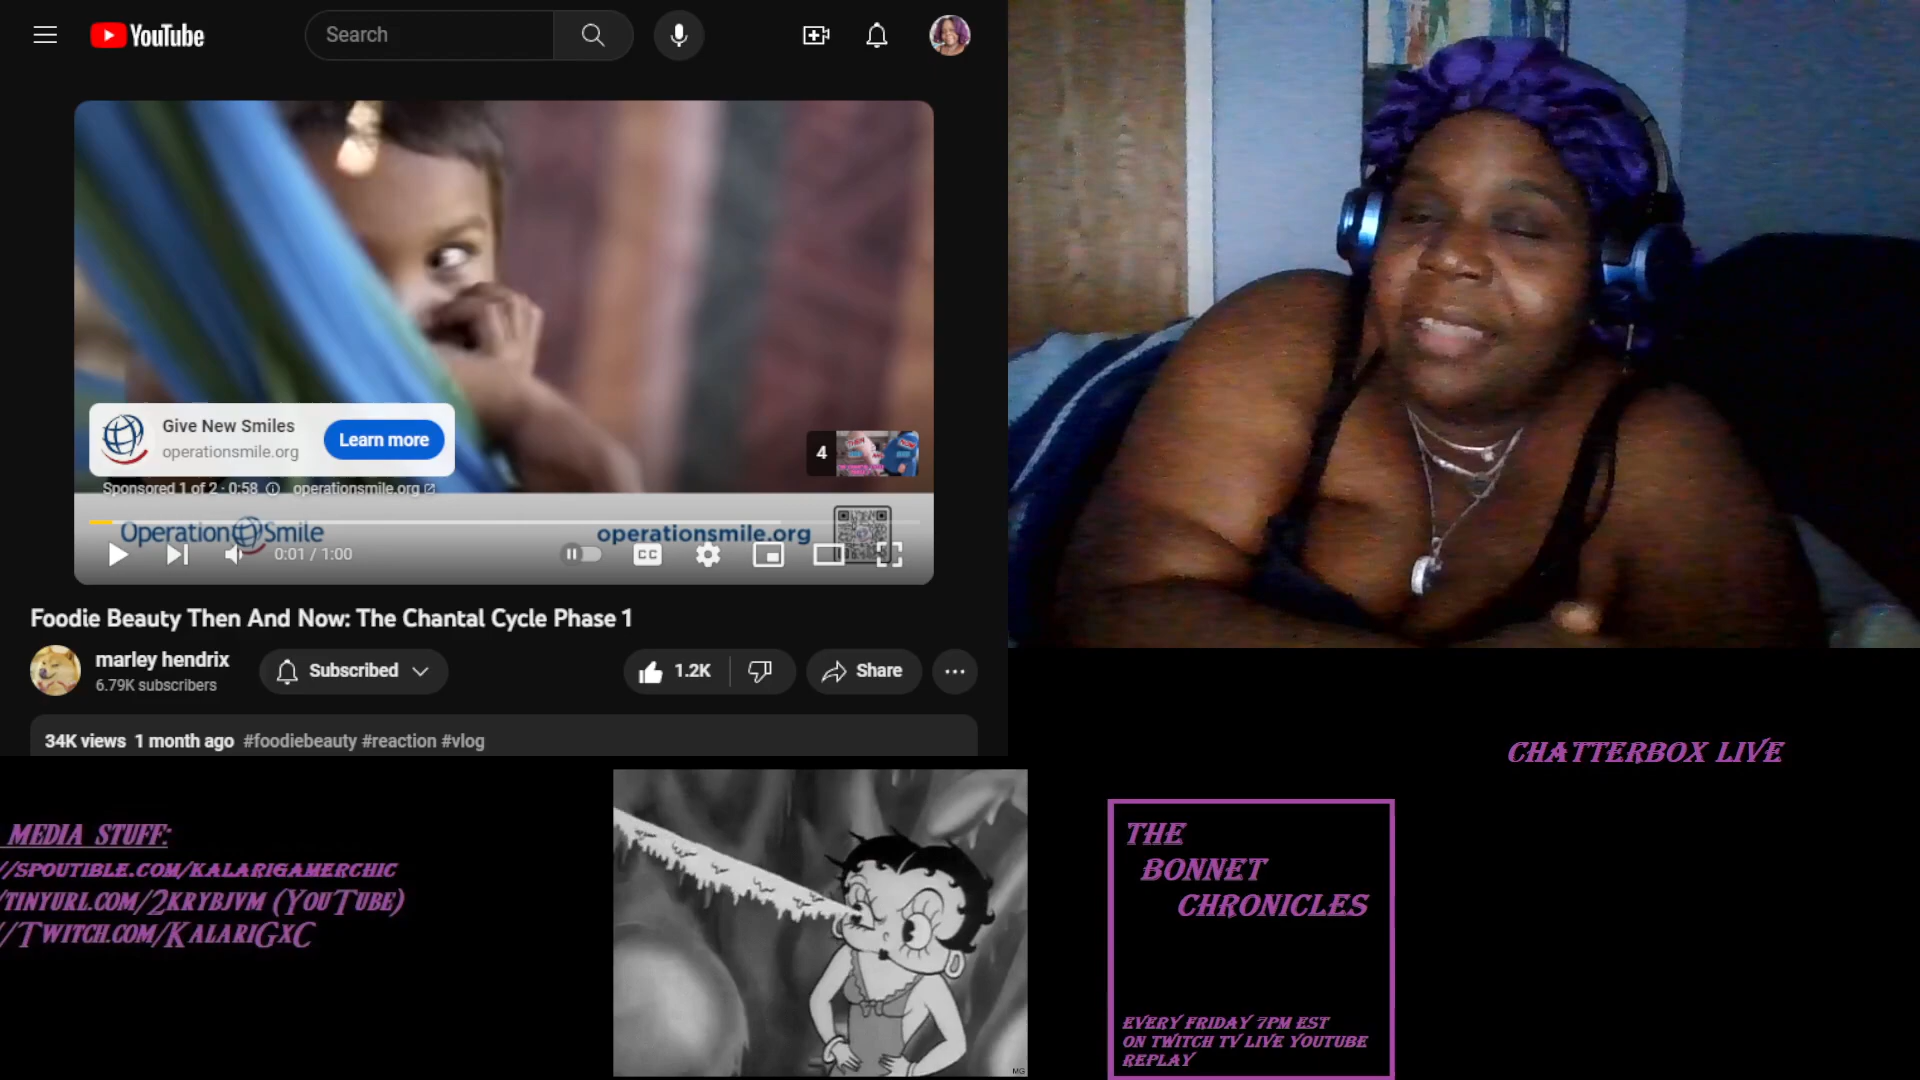 YouTube
Search
Give New Smiles
operationsmile.org
Learn more
4
Sponsored 1 of 2 · 0:58
operationsmile.org
Operation Smile
operationsmile.org
0:01 / 1:00
CC
Foodie Beauty Then And Now: The Chantal Cycle Phase 1
marley hendrix
6.79K subscribers
Subscribed
1.2K
Share
34K views 1 month ago #foodiebeauty #reaction #vlog
CHATTERBOX LIVE
MEDIA STUFF:
//SPOUTIBLE.COM/KALARIGAMERCHIC
/TINYURL.COM/2KRYBJVM (YOUTUBE)
//TWITCH.COM/KALARIGXC
THE
BONNET
CHRONICLES
EVERY FRIDAY 7PM EST
ON TWITCH TV LIVE YOUTUBE
REPLAY
MG